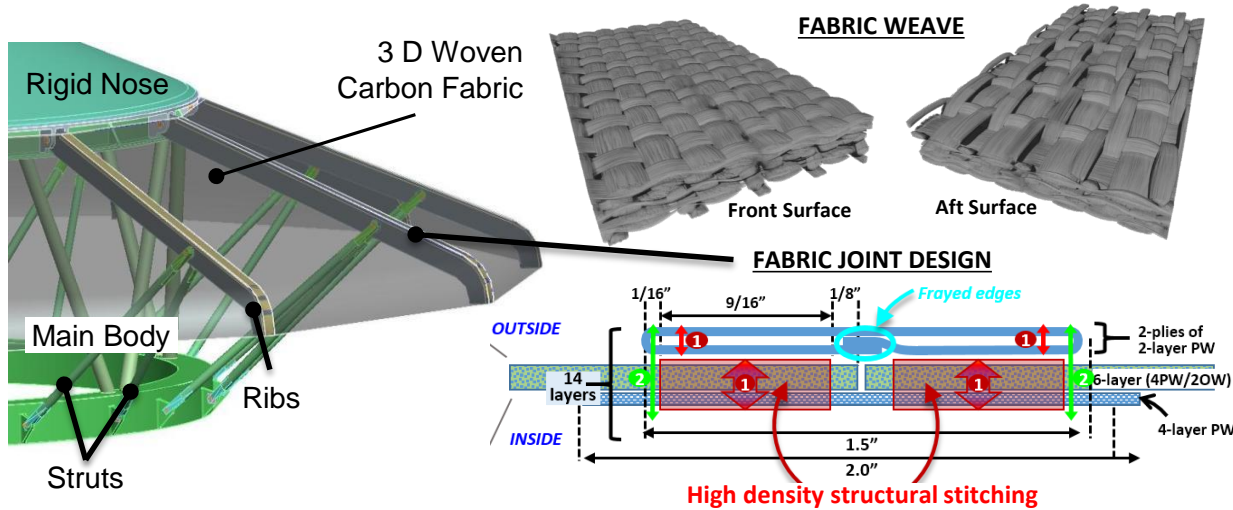 3 D Woven
Carbon Fabric
Rigid Nose
Main Body
Ribs
Struts
FABRIC WEAVE
Front Surface
Aft Surface
FABRIC JOINT DESIGN
1/16”
9/16”
1/8”
Frayed edges
OUTSIDE
1
1
2-plies of
2-layer PW
14
layers
2
1
1
2
6-layer (4PW/2OW)
INSIDE
4-layer PW
1.5”
2.0”
High density structural stitching